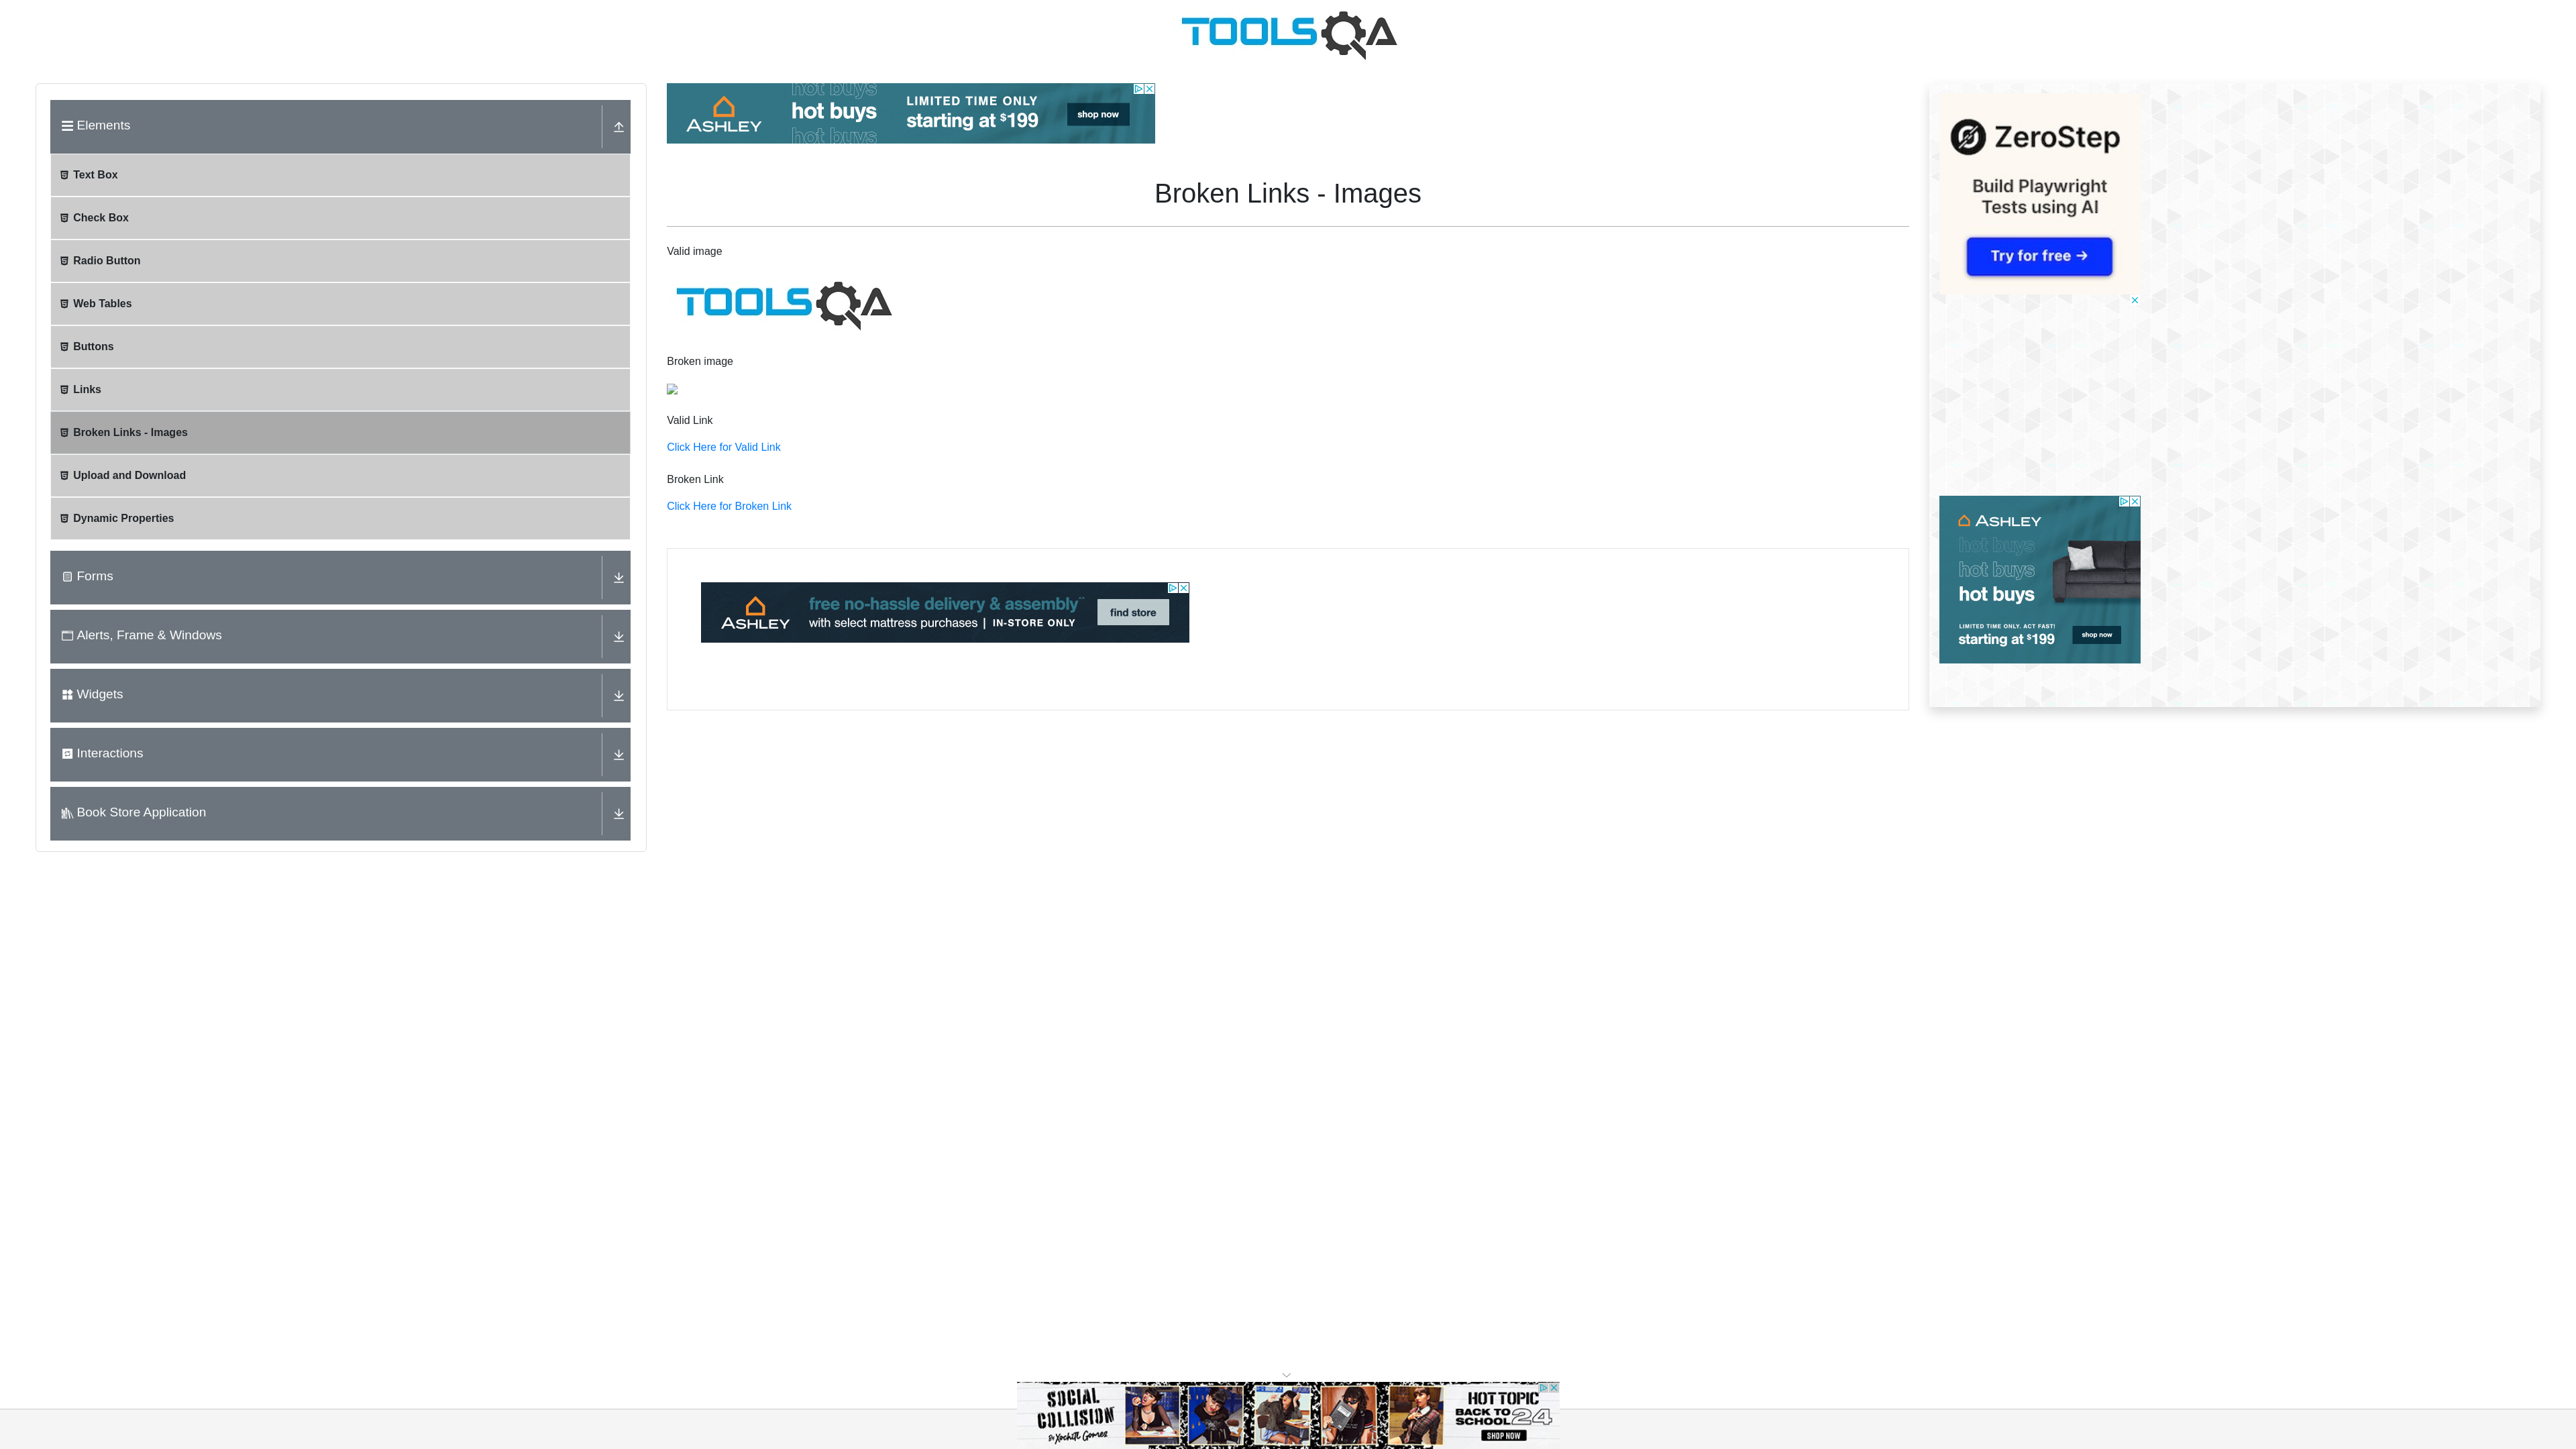 TOOLSQA
Elements
Text Box
Check Box
Radio Button
Web Tables
Buttons
Links
Broken Links - Images
Upload and Download
Dynamic Properties
Forms
Alerts, Frame & Windows
Widgets
Interactions
Book Store Application
ASHLEY
hot buys
hot buys
hot buys
LIMITED TIME ONLY
starting at $199
shop now
Broken Links - Images
Valid image
TOOLSQA
Broken image
Valid Link
Click Here for Valid Link
Broken Link
Click Here for Broken Link
ASHLEY
free no-hassle delivery & assembly**
with select mattress purchases | IN-STORE ONLY
find store
ZeroStep
Build Playwright
Tests using AI
Try for free →
ASHLEY
hot buys
hot buys
hot buys
LIMITED TIME ONLY. ACT FAST!
starting at $199
shop now
SOCIAL
COLLISION
By Xochitl Gomez
HOT TOPIC
BACK TO
SCHOOL 24
SHOP NOW